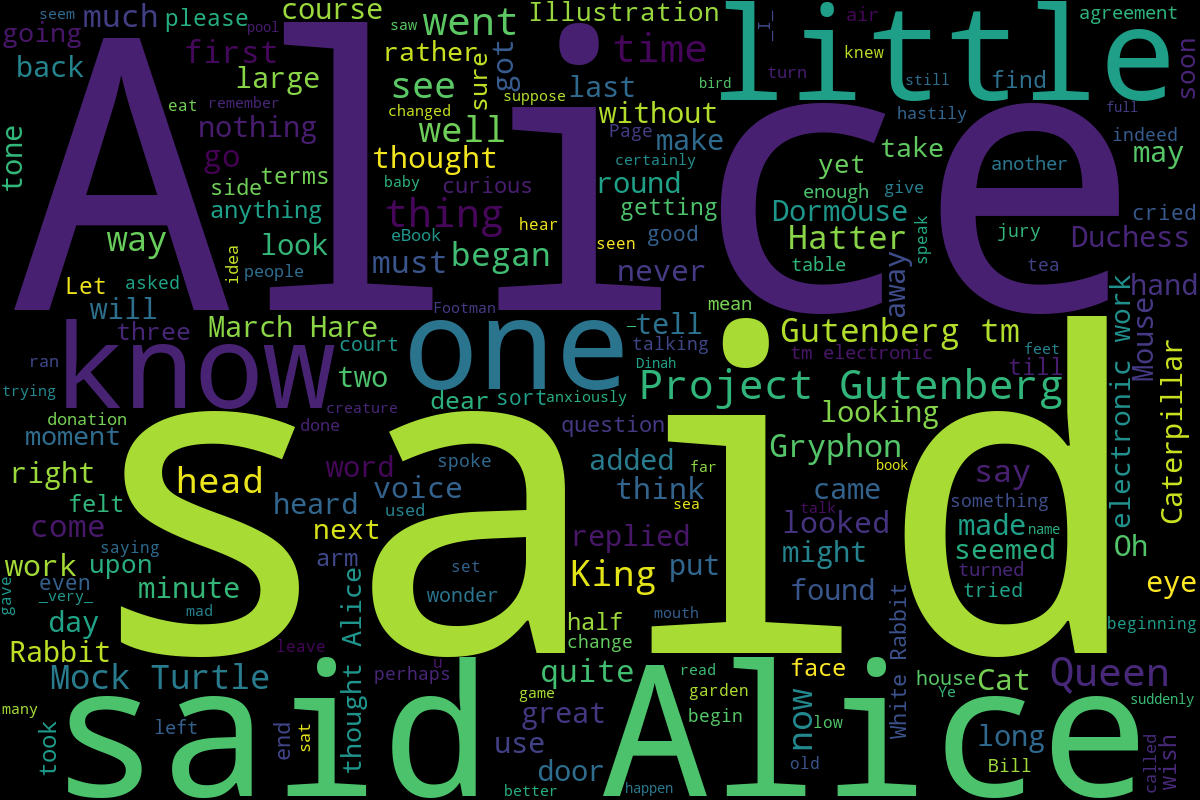 seem
much
please
pool
course
saw
went
Illustration
_I_
air
little
agreement
going
first
rather
time
knew
soon
back
large
see
sure
got
last
bird
turn
still
find
Alice
eat
remember
changed
suppose
without
hastily
full
tone
nothing
well
Page
make
indeed
may
go
thought
certainly
yet
take
another
side
terms
baby
curious
round
enough
give
anything
thing
hear
getting
Dormouse
cried
way
look
eBook
seen
good
Hatter
speak
jury
Duchess
idea
people
must
began
never
table
away
tea
Let
asked
hand
will
Footman
mean
three
March Hare
one
tell
Gutenberg tm
electronic work
Mouse
know
court
talking
tm electronic
feet
ran
Dinah
till
Caterpillar
trying
two
Project Gutenberg
dear
sort
anxiously
creature
looking
donation
done
question
moment
said
Gryphon
right
head
word
spoke
added
far
book
say
felt
heard
voice
think
came
something
used
sea
talk
come
next
replied
looked
made
name
saying
arm
might
seemed
Oh
work
upon
set
King
put
turned
even
minute
wonder
found
tried
eye
gave
_very_
mad
mouth
day
thought Alice
half
White Rabbit
beginning
Rabbit
leave
change
Mock Turtle
perhaps
u
quite
read
face
house
Cat
Queen
Ye
said Alice
game
garden
suddenly
many
left
great
begin
now
low
took
end
sat
use
long
called
wish
door
old
Bill
better
happen